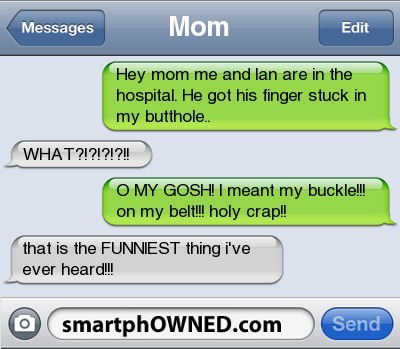 Messages
Mom
Edit
Hey mom me and Ian are in the
hospital. He got his finger stuck in
my butthole..
WHAT?!?!?!?!!
O MY GOSH! I meant my buckle!!!
on my belt!!! holy crap!!
that is the FUNNIEST thing i've
ever heard!!!
smartphOWNED.com
Send